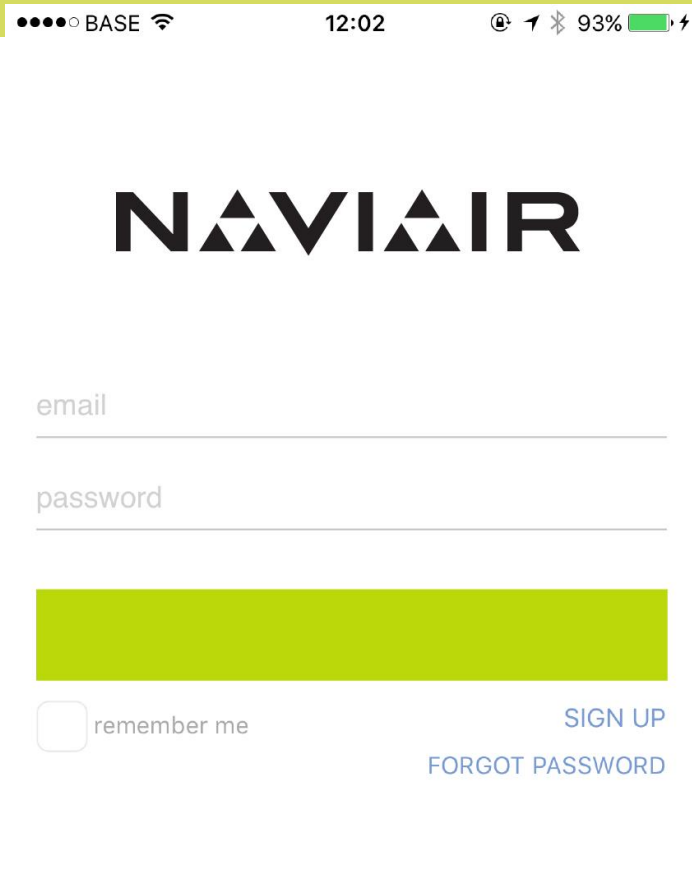 BASE 12:02 93%
NAVIAIR
email
password
remember me
SIGN UP
FORGOT PASSWORD